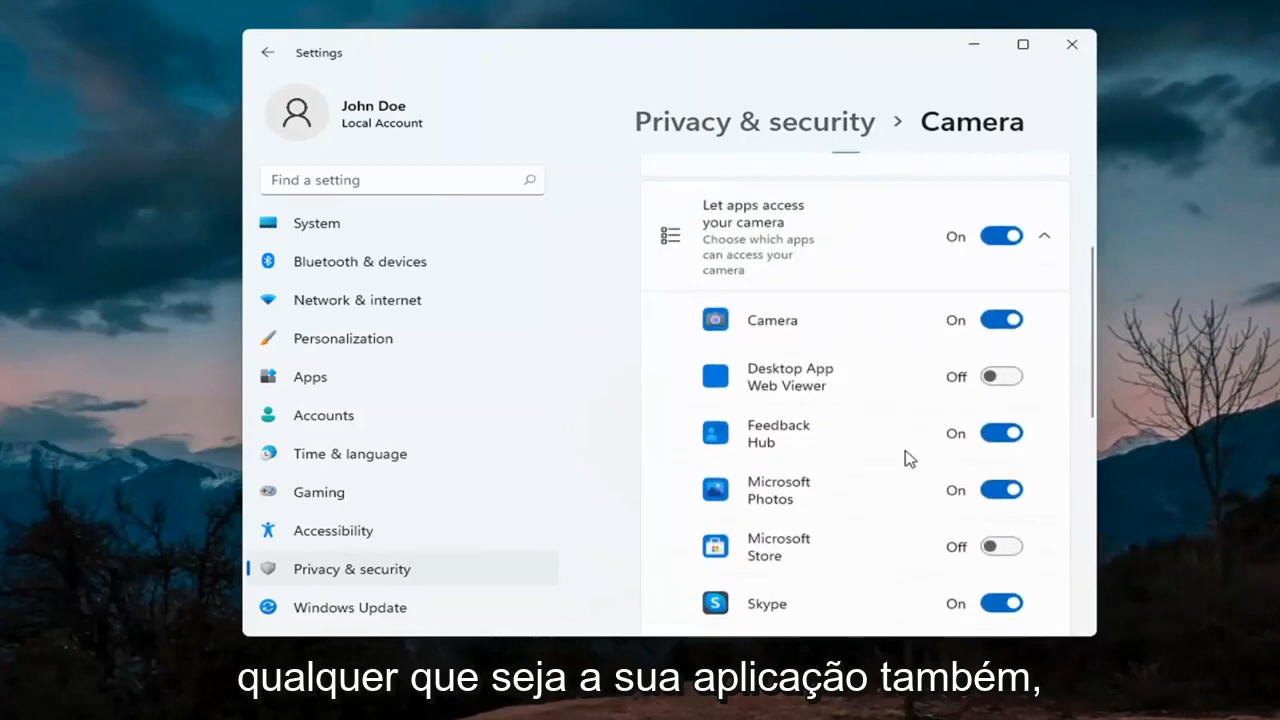 Settings
John Doe
Local Account
Find a setting
System
Bluetooth & devices
Network & internet
Personalization
Apps
Accounts
Time & language
Gaming
Accessibility
Privacy & security
Windows Update
Privacy & security > Camera
Let apps access
your camera
Choose which apps
can access your
camera
On
Camera
On
Desktop App
Web Viewer
Off
Feedback
Hub
On
Microsoft
Photos
On
Microsoft
Store
Off
Skype
On
qualquer que seja a sua aplicação também,